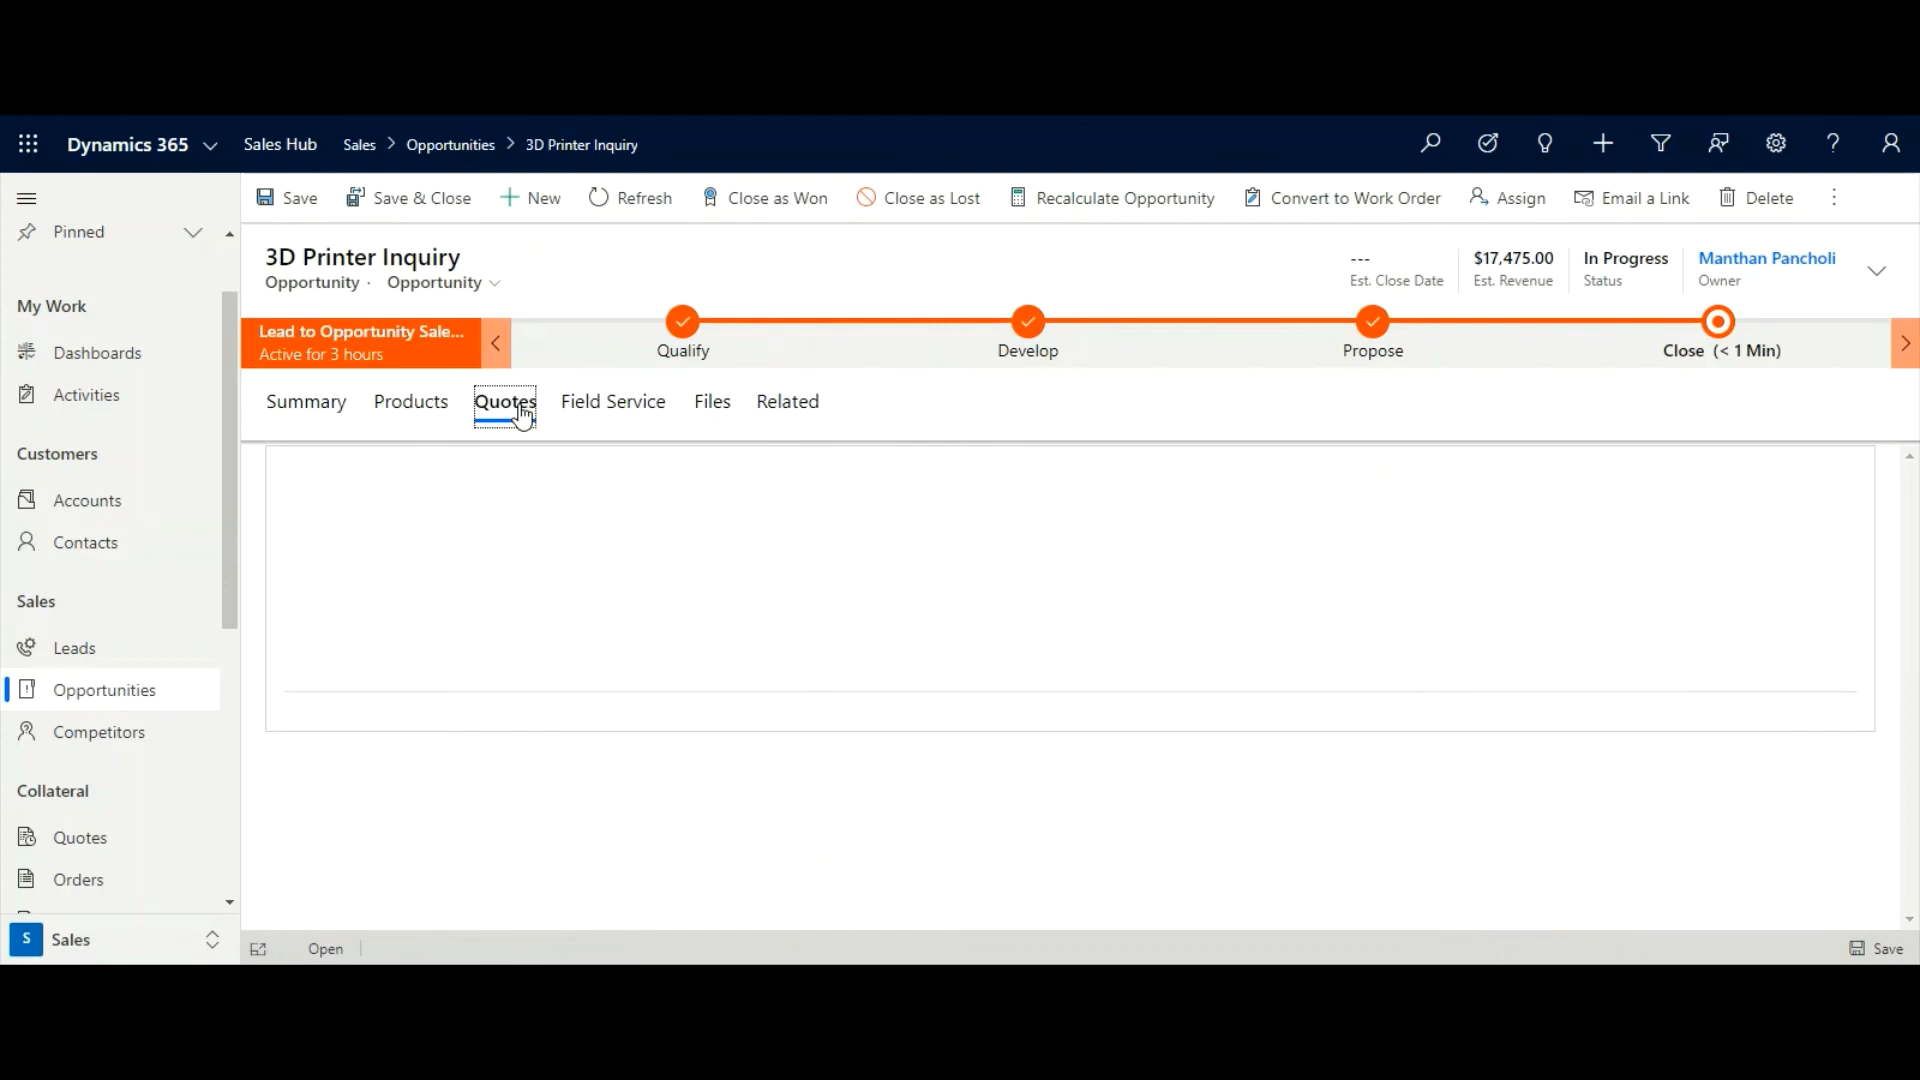 Dynamics 365 Sales Hub Sales > Opportunities > 3D Printer Inquiry
Save Save & Close New Refresh Close as Won Close as Lost Recalculate Opportunity Convert to Work Order Assign Email a Link Delete
Pinned
My Work
Dashboards
Activities
Customers
Accounts
Contacts
Sales
Leads
Opportunities
Competitors
Collateral
Quotes
Orders
S Sales
3D Printer Inquiry
Opportunity · Opportunity
--- $17,475.00 In Progress Manthan Pancholi
Est. Close Date Est. Revenue Status Owner
Lead to Opportunity Sale...
Active for 3 hours
Qualify Develop Propose Close (< 1 Min)
Summary Products Quotes Field Service Files Related
Open Save